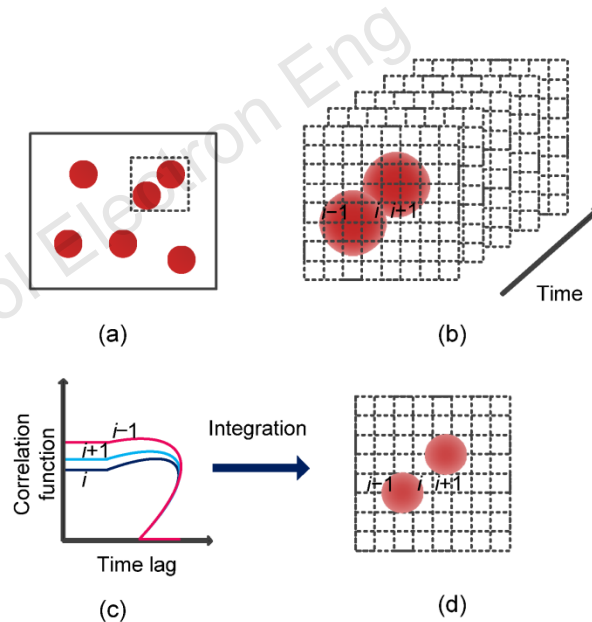 ol Electron Eng
i−1 i i+1
Time
(a)
(b)
Correlation
function
i−1
i+1
i
Time lag
Integration
i−1 i i+1
(c)
(d)